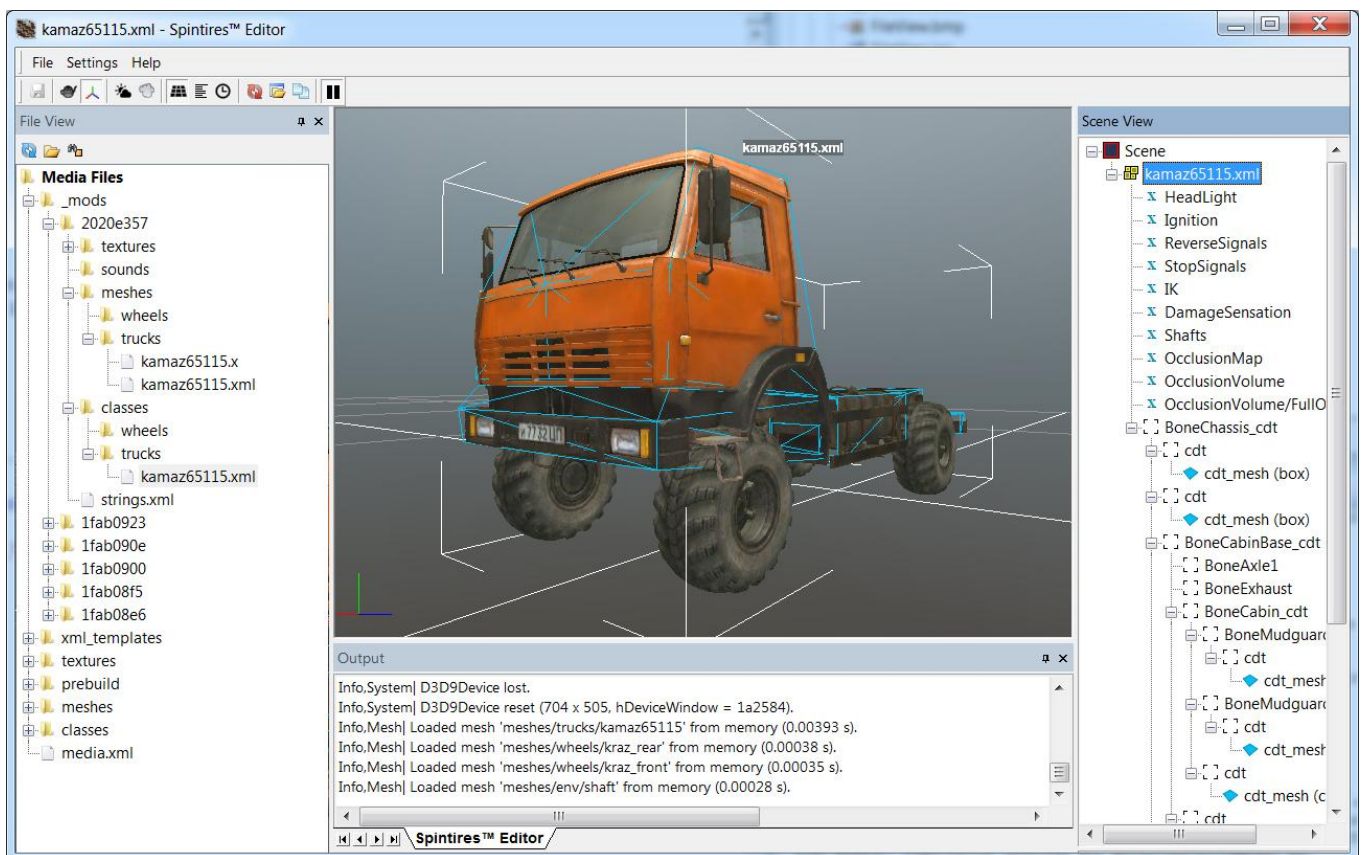 kamaz65115.xml - Spintires™ Editor
File Settings Help
File View
Media Files
_mods
2020e357
textures
sounds
meshes
wheels
trucks
kamaz65115.x
kamaz65115.xml
classes
wheels
trucks
kamaz65115.xml
strings.xml
1fab0923
1fab090e
1fab0900
1fab08f5
1fab08e6
xml_templates
textures
prebuild
meshes
classes
media.xml
kamaz65115.xml
Output
Info,System| D3D9Device lost.
Info,System| D3D9Device reset (704 x 505, hDeviceWindow = 1a2584).
Info,Mesh| Loaded mesh 'meshes/trucks/kamaz65115' from memory (0.00393 s).
Info,Mesh| Loaded mesh 'meshes/wheels/kraz_rear' from memory (0.00038 s).
Info,Mesh| Loaded mesh 'meshes/wheels/kraz_front' from memory (0.00035 s).
Info,Mesh| Loaded mesh 'meshes/env/shaft' from memory (0.00028 s).
Spintires™ Editor
Scene View
Scene
kamaz65115.xml
HeadLight
Ignition
ReverseSignals
StopSignals
IK
DamageSensation
Shafts
OcclusionMap
OcclusionVolume
OcclusionVolume/FullO
BoneChassis_cdt
cdt
cdt_mesh (box)
cdt
cdt_mesh (box)
BoneCabinBase_cdt
BoneAxle1
BoneExhaust
BoneCabin_cdt
BoneMudguard
cdt
cdt_mesh
BoneMudguard
cdt
cdt_mesh
cdt
cdt_mesh (c
cdt